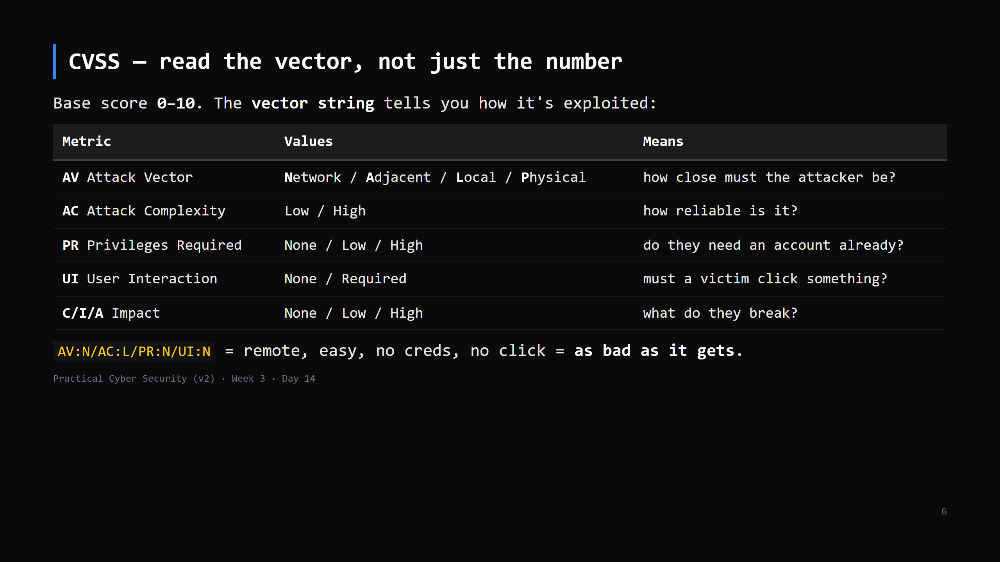 CVSS — read the vector, not just the number
Base score 0–10. The vector string tells you how it's exploited:
Metric Values Means
AV Attack Vector Network / Adjacent / Local / Physical how close must the attacker be?
AC Attack Complexity Low / High how reliable is it?
PR Privileges Required None / Low / High do they need an account already?
UI User Interaction None / Required must a victim click something?
C/I/A Impact None / Low / High what do they break?
AV:N/AC:L/PR:N/UI:N = remote, easy, no creds, no click = as bad as it gets.
Practical Cyber Security (v2) · Week 3 · Day 14
6